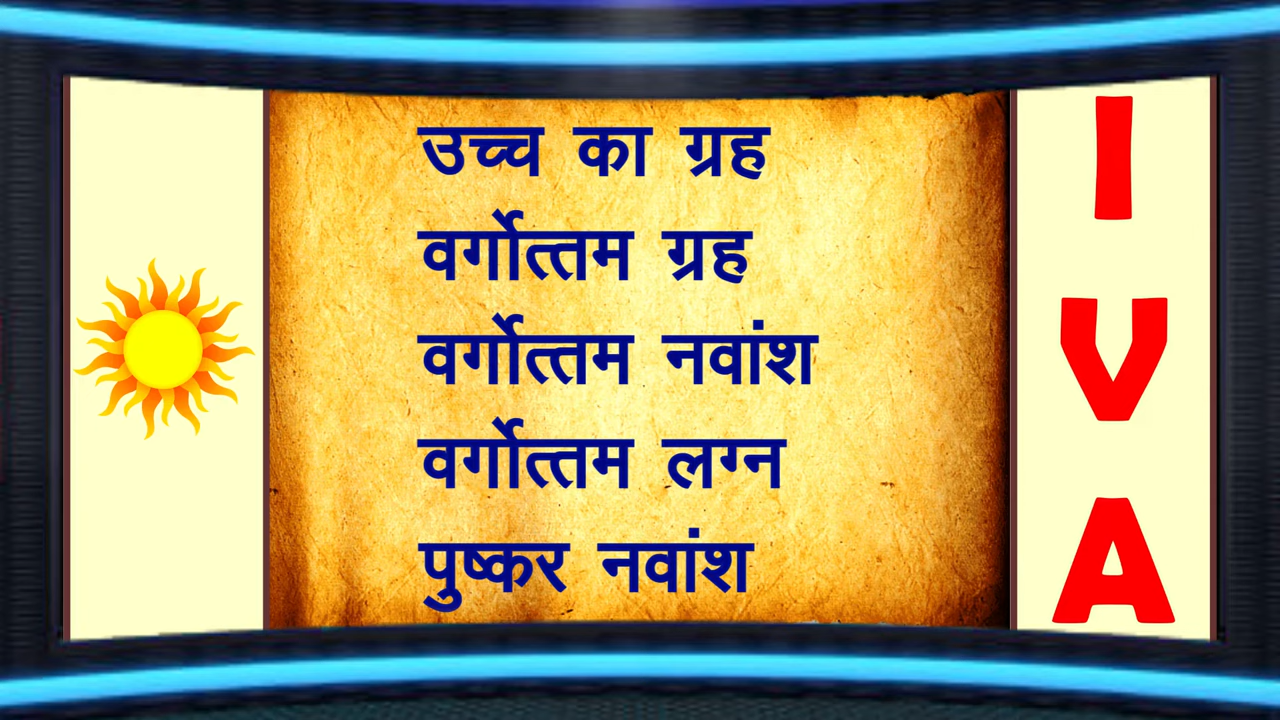 उच्च का ग्रह
वर्गोत्तम ग्रह
वर्गोत्तम नवांश
वर्गोत्तम लग्न
पुष्कर नवांश
I
V
A